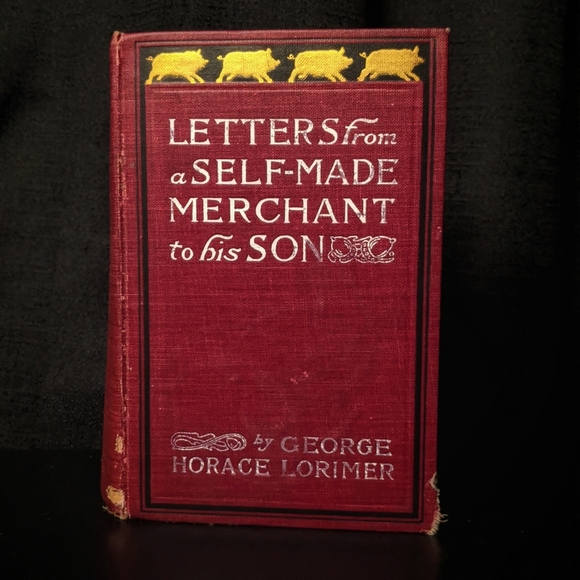 LETTERS from
a SELF-MADE
MERCHANT
to his SON
by GEORGE
HORACE LORIMER